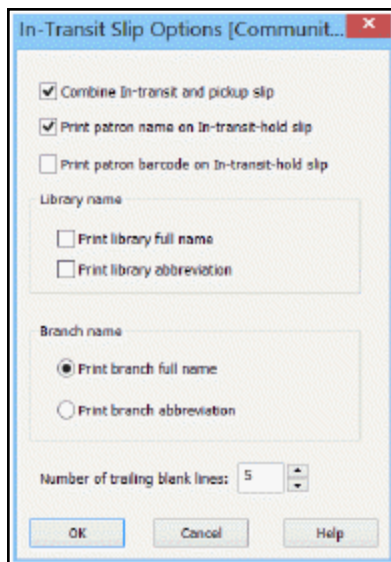 In-Transit Slip Options [Communit...
Combine In-transit and pickup slip
Print patron name on In-transit-hold slip
Print patron barcode on In-transit-hold slip
Library name
Print library full name
Print library abbreviation
Branch name
Print branch full name
Print branch abbreviation
Number of trailing blank lines: 5
OK Cancel Help